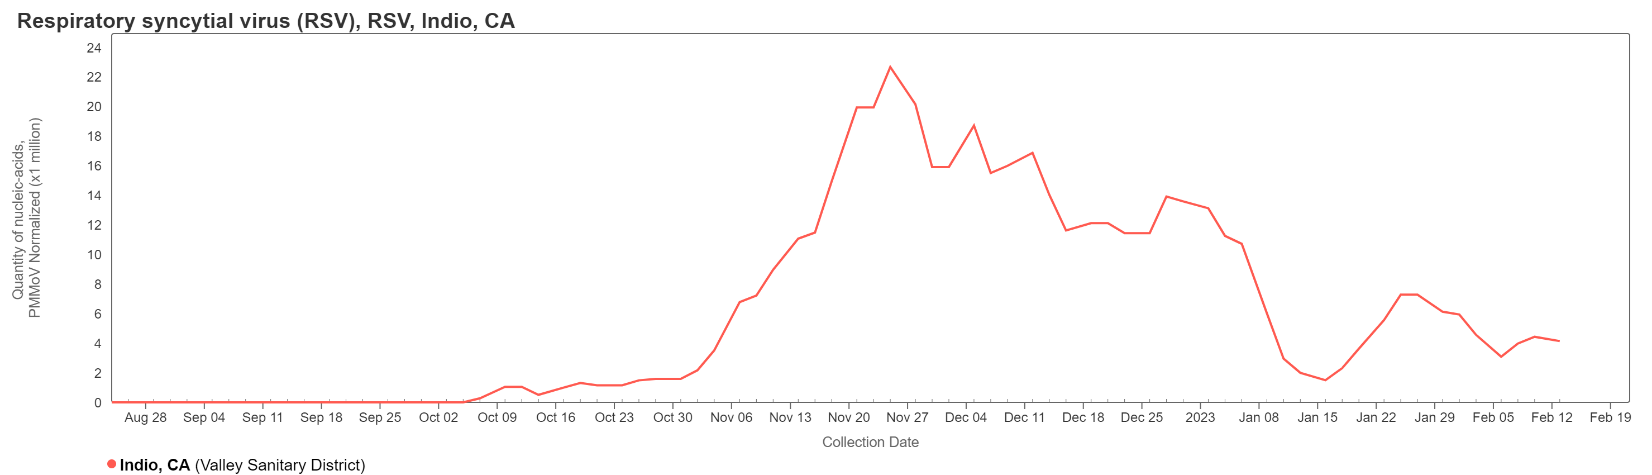 Respiratory syncytial virus (RSV), RSV, Indio, CA
Quantity of nucleic-acids,
PMMoV Normalized (x1 million)
24
22
20
18
16
14
12
10
8
6
4
2
0
Aug 28 Sep 04 Sep 11 Sep 18 Sep 25 Oct 02 Oct 09 Oct 16 Oct 23 Oct 30 Nov 06 Nov 13 Nov 20 Nov 27 Dec 04 Dec 11 Dec 18 Dec 25 2023 Jan 08 Jan 15 Jan 22 Jan 29 Feb 05 Feb 12 Feb 19
Collection Date
Indio, CA (Valley Sanitary District)